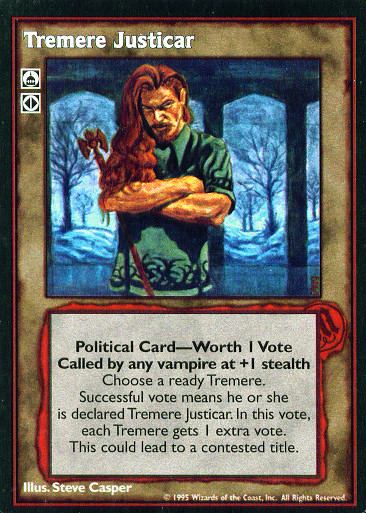 Tremere Justicar
Political Card—Worth 1 Vote
Called by any vampire at +1 stealth
Choose a ready Tremere.
Successful vote means he or she
is declared Tremere Justicar. In this vote,
each Tremere gets 1 extra vote.
This could lead to a contested title.
Illus. Steve Casper
© 1995 Wizards of the Coast, Inc. All Rights Reserved.